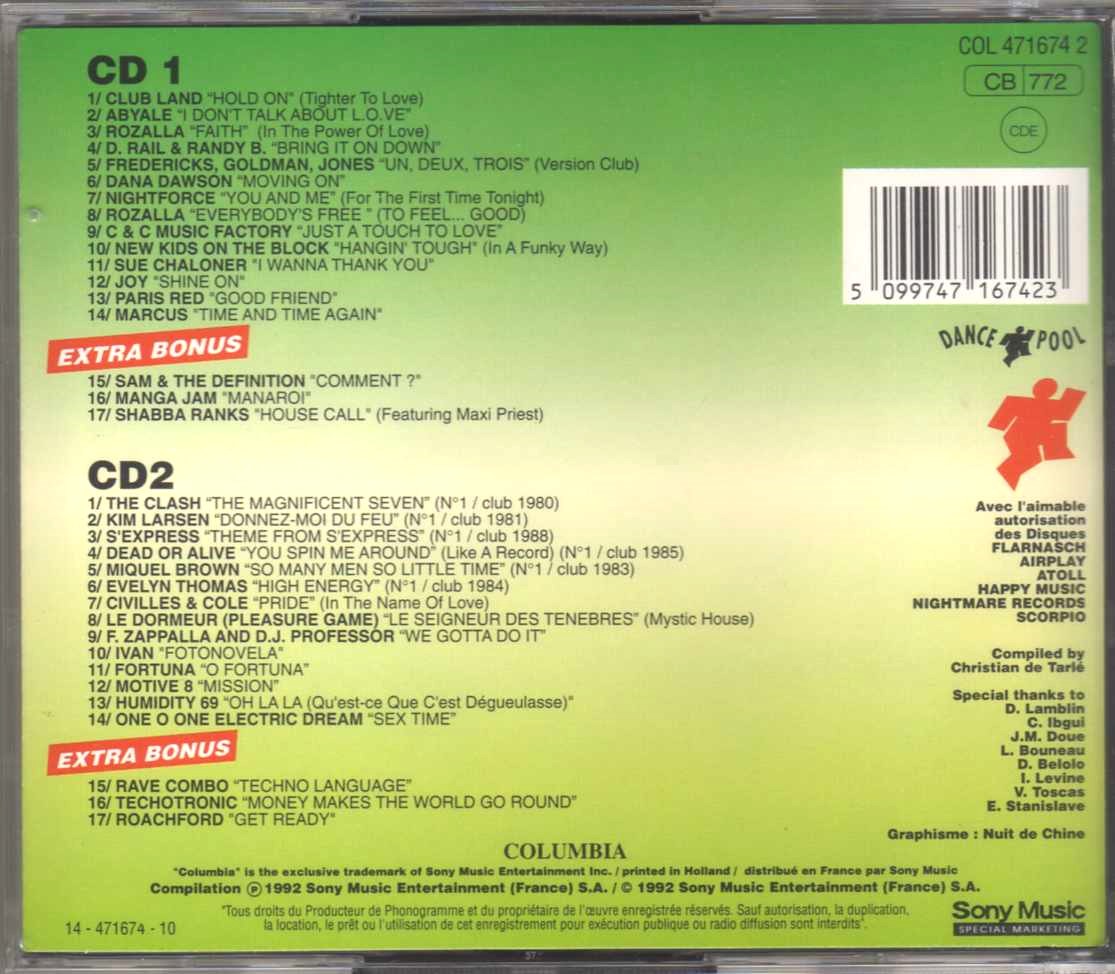 CD 1
1/ CLUB LAND “HOLD ON” (Tighter To Love)
2/ ABYALE “I DON'T TALK ABOUT L.O.VE”
3/ ROZALLA “FAITH” (In The Power Of Love)
4/ D. RAIL & RANDY B. “BRING IT ON DOWN”
5/ FREDERICKS, GOLDMAN, JONES “UN, DEUX, TROIS” (Version Club)
6/ DANA DAWSON “MOVING ON”
7/ NIGHTFORCE “YOU AND ME” (For The First Time Tonight)
8/ ROZALLA “EVERYBODY'S FREE ” (TO FEEL... GOOD)
9/ C & C MUSIC FACTORY “JUST A TOUCH TO LOVE”
10/ NEW KIDS ON THE BLOCK “HANGIN' TOUGH” (In A Funky Way)
11/ SUE CHALONER "I WANNA THANK YOU"
12/ JOY "SHINE ON"
13/ PARIS RED "GOOD FRIEND"
14/ MARCUS "TIME AND TIME AGAIN"
EXTRA BONUS
15/ SAM & THE DEFINITION "COMMENT ?"
16/ MANGA JAM "MANAROI"
17/ SHABBA RANKS "HOUSE CALL" (Featuring Maxi Priest)
CD2
1/ THE CLASH “THE MAGNIFICENT SEVEN” (N°1 / club 1980)
2/ KIM LARSEN “DONNEZ-MOI DU FEU” (N°1 / club 1981)
3/ S'EXPRESS “THEME FROM S'EXPRESS” (N°1 / club 1988)
4/ DEAD OR ALIVE “YOU SPIN ME AROUND” (Like A Record) (N°1 / club 1985)
5/ MIQUEL BROWN “SO MANY MEN SO LITTLE TIME” (N°1 / club 1983)
6/ EVELYN THOMAS “HIGH ENERGY” (N°1 / club 1984)
7/ CIVILLES & COLE “PRIDE” (In The Name Of Love)
8/ LE DORMEUR (PLEASURE GAME) “LE SEIGNEUR DES TENEBRES” (Mystic House)
9/ F. ZAPPALLA AND D.J. PROFESSOR “WE GOTTA DO IT”
10/ IVAN “FOTONOVELA”
11/ FORTUNA “O FORTUNA”
12/ MOTIVE 8 “MISSION”
13/ HUMIDITY 69 “OH LA LA (Qu'est-ce Que C'est Dégueulasse)"
14/ ONE O ONE ELECTRIC DREAM “SEX TIME”
EXTRA BONUS
15/ RAVE COMBO “TECHNO LANGUAGE”
16/ TECHOTRONIC “MONEY MAKES THE WORLD GO ROUND”
17/ ROACHFORD "GET READY"
COL 471674 2
CB 772
CDE
5 099747 167423
DANCE POOL
Avec l'aimable
autorisation
des Disques
FLARNASCH
AIRPLAY
ATOLL
HAPPY MUSIC
NIGHTMARE RECORDS
SCORPIO
Compiled by
Christian de Tarlé
Special thanks to
D. Lamblin
C. Ibgui
J.M. Doue
L. Bouneau
D. Belolo
I. Levine
V. Toscas
E. Stanislave
Graphisme : Nuit de Chine
COLUMBIA
"Columbia" is the exclusive trademark of Sony Music Entertainment Inc. / printed in Holland / distribué en France par Sony Music
Compilation ℗ 1992 Sony Music Entertainment (France) S.A. / © 1992 Sony Music Entertainment (France) S.A.
"Tous droits du Producteur de Phonogramme et du propriétaire de l'œuvre enregistrée réservés. Sauf autorisation, la duplication,
la location, le prêt ou l'utilisation de cet enregistrement pour exécution publique ou radio diffusion sont interdits".
14 - 471674 - 10
Sony Music
SPECIAL MARKETING
57